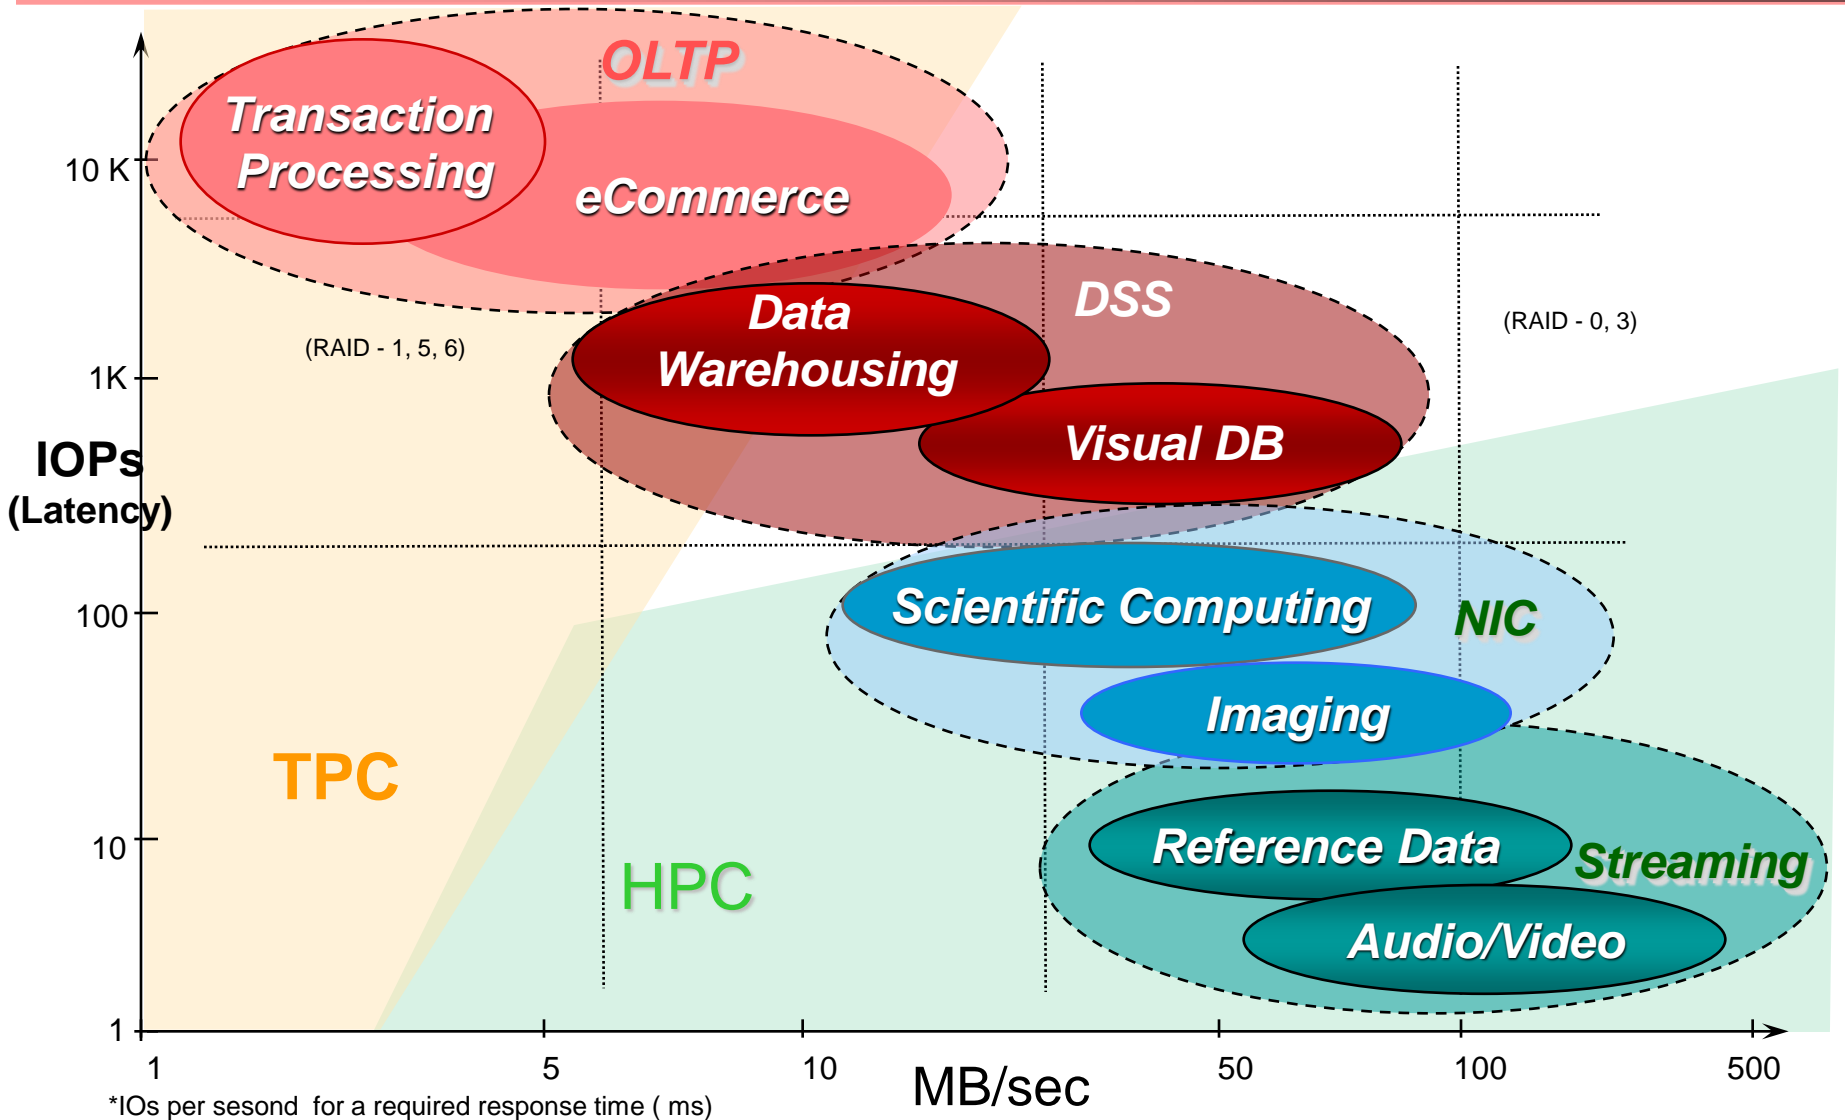 OLTP
Transaction
Processing
10 K
eCommerce
DSS
Data
Warehousing
(RAID - 0, 3)
(RAID - 1, 5, 6)
1K
IOPs
(Latency)
Visual DB
100
Scientific Computing
NIC
Imaging
TPC
10
HPC
Reference Data
Streaming
Audio/Video
1
1
5
10
MB/sec
50
100
500
*IOs per sesond for a required response time ( ms)